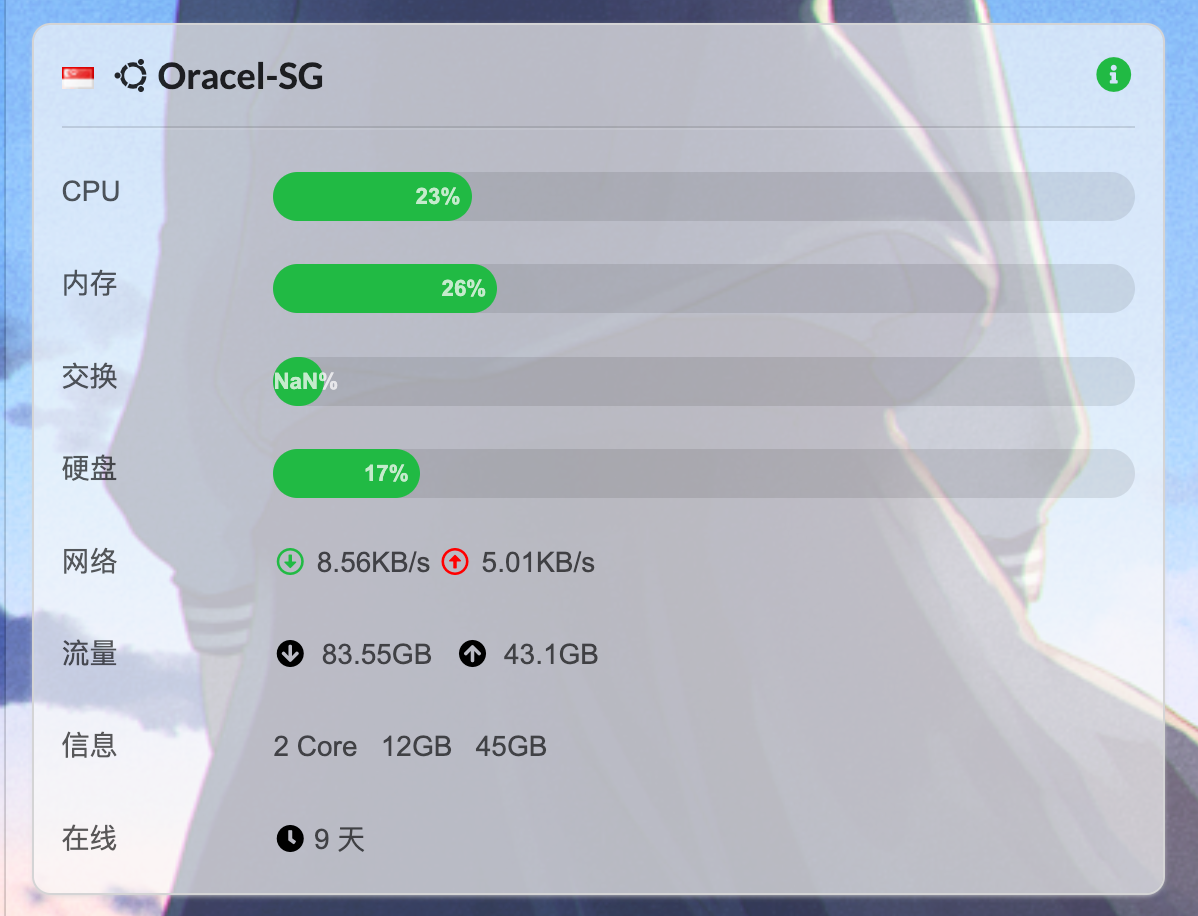 Oracel-SG
CPU 23%
内存 26%
交换 NaN%
硬盘 17%
网络 8.56KB/s 5.01KB/s
流量 83.55GB 43.1GB
信息 2 Core 12GB 45GB
在线 9 天